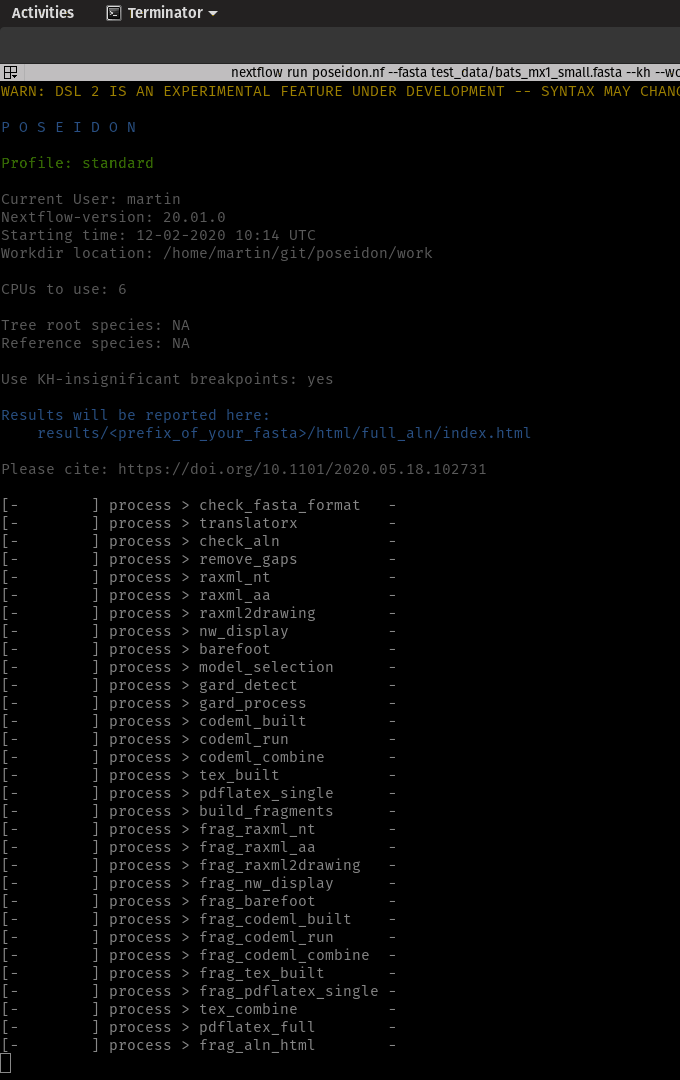 Activities Terminator
nextflow run poseidon.nf --fasta test_data/bats_mx1_small.fasta --kh --wo
WARN: DSL 2 IS AN EXPERIMENTAL FEATURE UNDER DEVELOPMENT -- SYNTAX MAY CHANG
P O S E I D O N
Profile: standard
Current User: martin
Nextflow-version: 20.01.0
Starting time: 12-02-2020 10:14 UTC
Workdir location: /home/martin/git/poseidon/work
CPUs to use: 6
Tree root species: NA
Reference species: NA
Use KH-insignificant breakpoints: yes
Results will be reported here:
results/<prefix_of_your_fasta>/html/full_aln/index.html
Please cite: https://doi.org/10.1101/2020.05.18.102731
[-        ] process > check_fasta_format   -
[-        ] process > translatorx          -
[-        ] process > check_aln            -
[-        ] process > remove_gaps          -
[-        ] process > raxml_nt             -
[-        ] process > raxml_aa             -
[-        ] process > raxml2drawing        -
[-        ] process > nw_display           -
[-        ] process > barefoot             -
[-        ] process > model_selection      -
[-        ] process > gard_detect          -
[-        ] process > gard_process         -
[-        ] process > codeml_built         -
[-        ] process > codeml_run           -
[-        ] process > codeml_combine       -
[-        ] process > tex_built            -
[-        ] process > pdflatex_single      -
[-        ] process > build_fragments      -
[-        ] process > frag_raxml_nt        -
[-        ] process > frag_raxml_aa        -
[-        ] process > frag_raxml2drawing   -
[-        ] process > frag_nw_display      -
[-        ] process > frag_barefoot        -
[-        ] process > frag_codeml_built    -
[-        ] process > frag_codeml_run      -
[-        ] process > frag_codeml_combine  -
[-        ] process > frag_tex_built       -
[-        ] process > frag_pdflatex_single -
[-        ] process > tex_combine          -
[-        ] process > pdflatex_full        -
[-        ] process > frag_aln_html        -